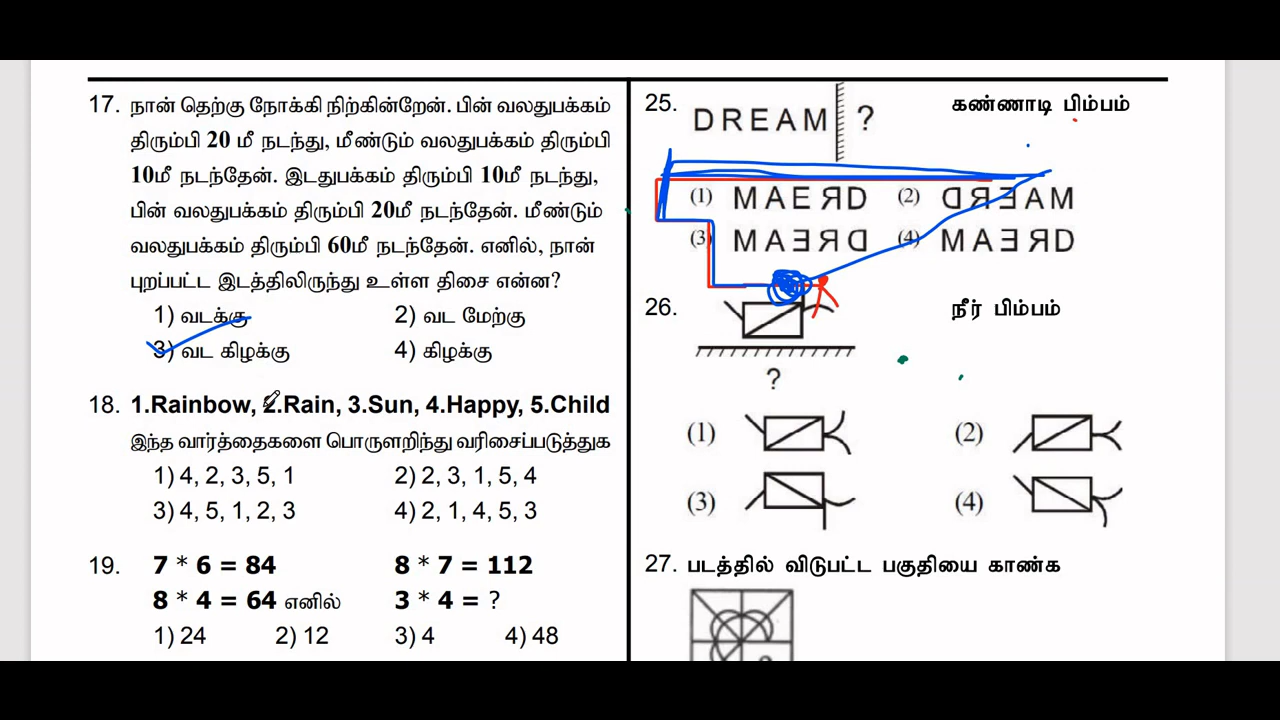 17. நான் தெற்கு நோக்கி நிற்கின்றேன். பின் வலதுபக்கம்
திரும்பி 20 மீ நடந்து, மீண்டும் வலதுபக்கம் திரும்பி
10மீ நடந்தேன். இடதுபக்கம் திரும்பி 10மீ நடந்து,
பின் வலதுபக்கம் திரும்பி 20மீ நடந்தேன். மீண்டும்
வலதுபக்கம் திரும்பி 60மீ நடந்தேன். எனில், நான்
புறப்பட்ட இடத்திலிருந்து உள்ள திசை என்ன?
1) வடக்கு 2) வட மேற்கு
3) வட கிழக்கு 4) கிழக்கு
18. 1.Rainbow, 2.Rain, 3.Sun, 4.Happy, 5.Child
இந்த வார்த்தைகளை பொருளறிந்து வரிசைப்படுத்துக
1) 4, 2, 3, 5, 1 2) 2, 3, 1, 5, 4
3) 4, 5, 1, 2, 3 4) 2, 1, 4, 5, 3
19. 7 * 6 = 84 8 * 7 = 112
8 * 4 = 64 எனில் 3 * 4 = ?
1) 24 2) 12 3) 4 4) 48
25. DREAM ? கண்ணாடி பிம்பம்
(1) MAEЯD (2) DЯƎAM
(3) MAƎЯD (4) MAƎЯD
26. நீர் பிம்பம்
?
(1) (2)
(3) (4)
27. படத்தில் விடுபட்ட பகுதியை காண்க
?